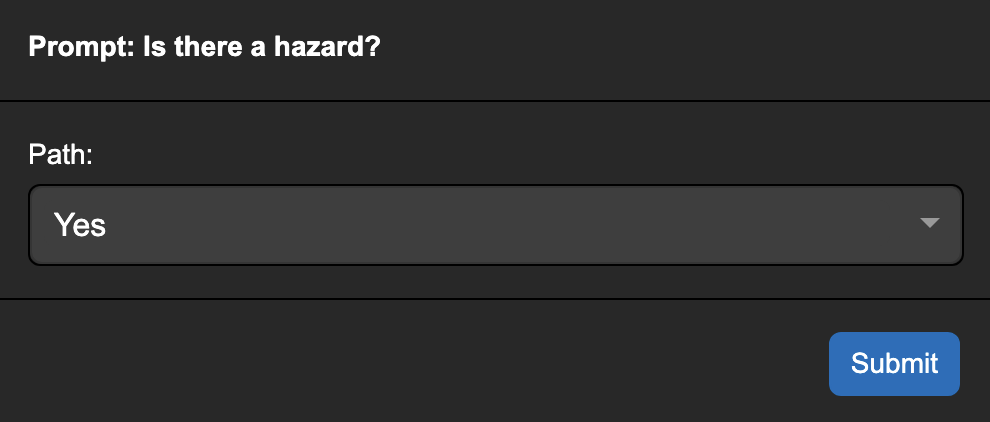 Prompt: Is there a hazard?
Path:
Yes
Submit